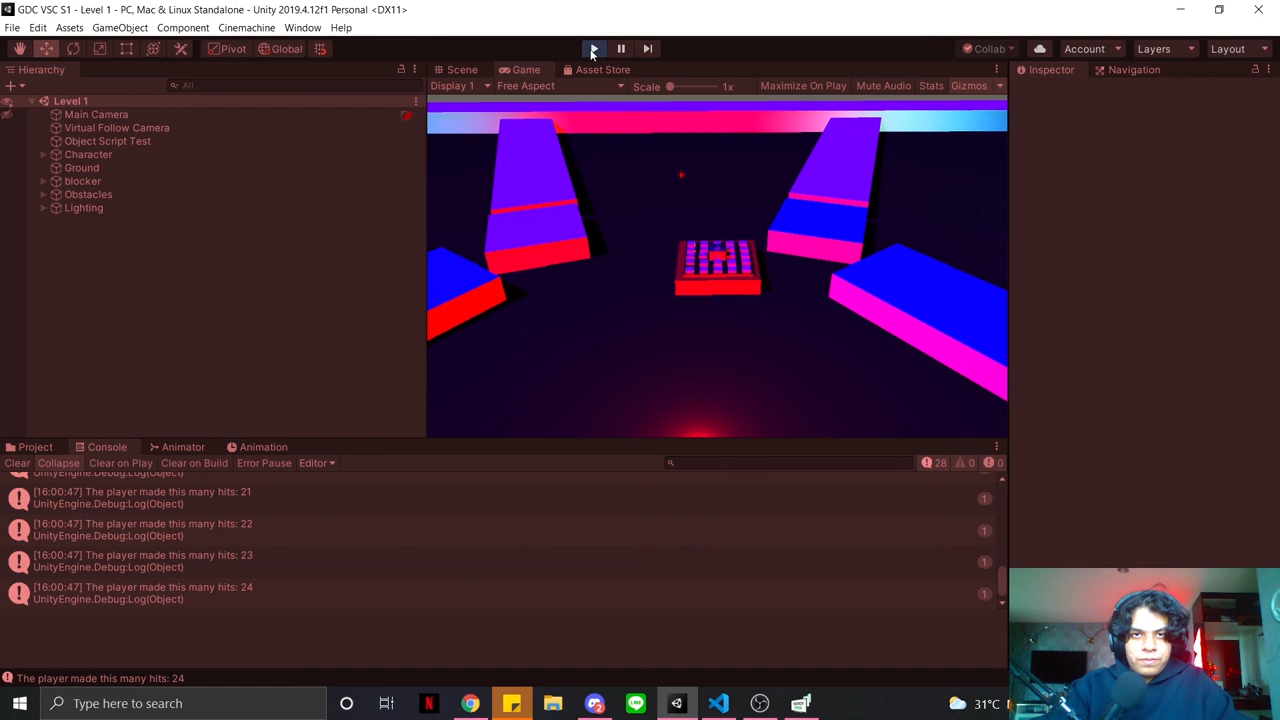 GDC VSC S1 - Level 1 - PC, Mac & Linux Standalone - Unity 2019.4.12f1 Personal <DX11>
File Edit Assets GameObject Component Cinemachine Window Help
Pivot Global Collab Account Layers Layout
Hierarchy
All
Level 1
Main Camera
Virtual Follow Camera
Object Script Test
Character
Ground
blocker
Obstacles
Lighting
Scene Game Asset Store
Display 1 Free Aspect Scale 1x Maximize On Play Mute Audio Stats Gizmos
Inspector Navigation
Project Console Animator Animation
Clear Collapse Clear on Play Clear on Build Error Pause Editor 28 0 0
UnityEngine.Debug:Log(Object)
[16:00:47] The player made this many hits: 21
UnityEngine.Debug:Log(Object)
1
[16:00:47] The player made this many hits: 22
UnityEngine.Debug:Log(Object)
1
[16:00:47] The player made this many hits: 23
UnityEngine.Debug:Log(Object)
1
[16:00:47] The player made this many hits: 24
UnityEngine.Debug:Log(Object)
1
The player made this many hits: 24
Type here to search
N
LINE
31°C